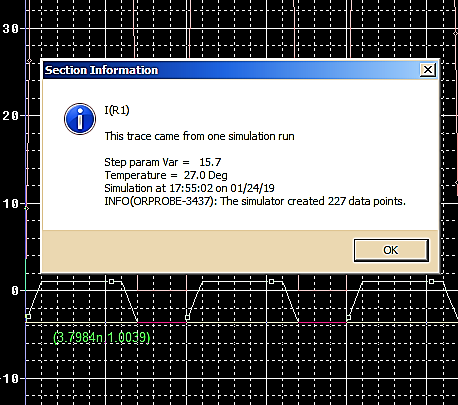 30
Section Information
I(R1)
20
This trace came from one simulation run
Step param Var = 15.7
Temperature = 27.0 Deg
Simulation at 17:55:02 on 01/24/19
INFO(ORPROBE-3437): The simulator created 227 data points.
10
OK
0
(3.7984n,1.0039)
-10